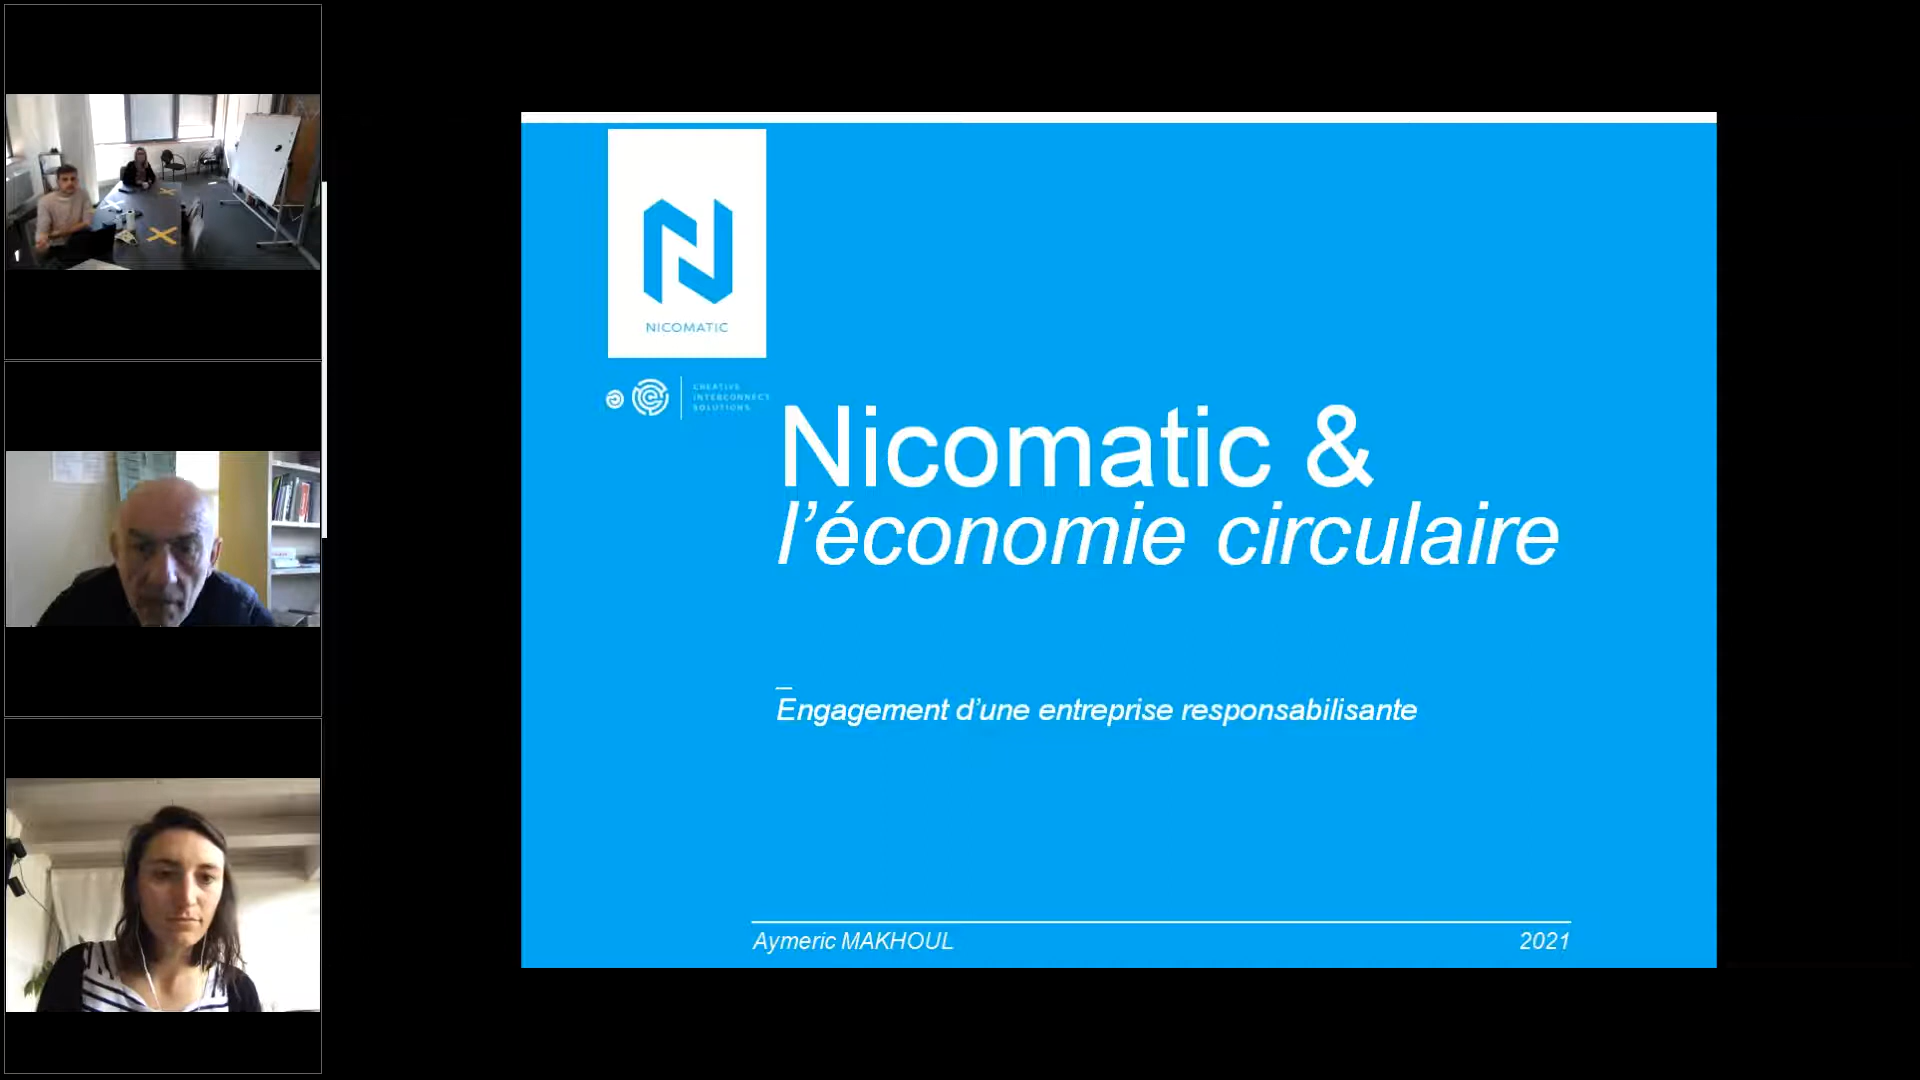 NICOMATIC
CREATIVE
INTERCONNECT
SOLUTIONS
Nicomatic &
l’économie circulaire
_
Engagement d’une entreprise responsabilisante
Aymeric MAKHOUL
2021